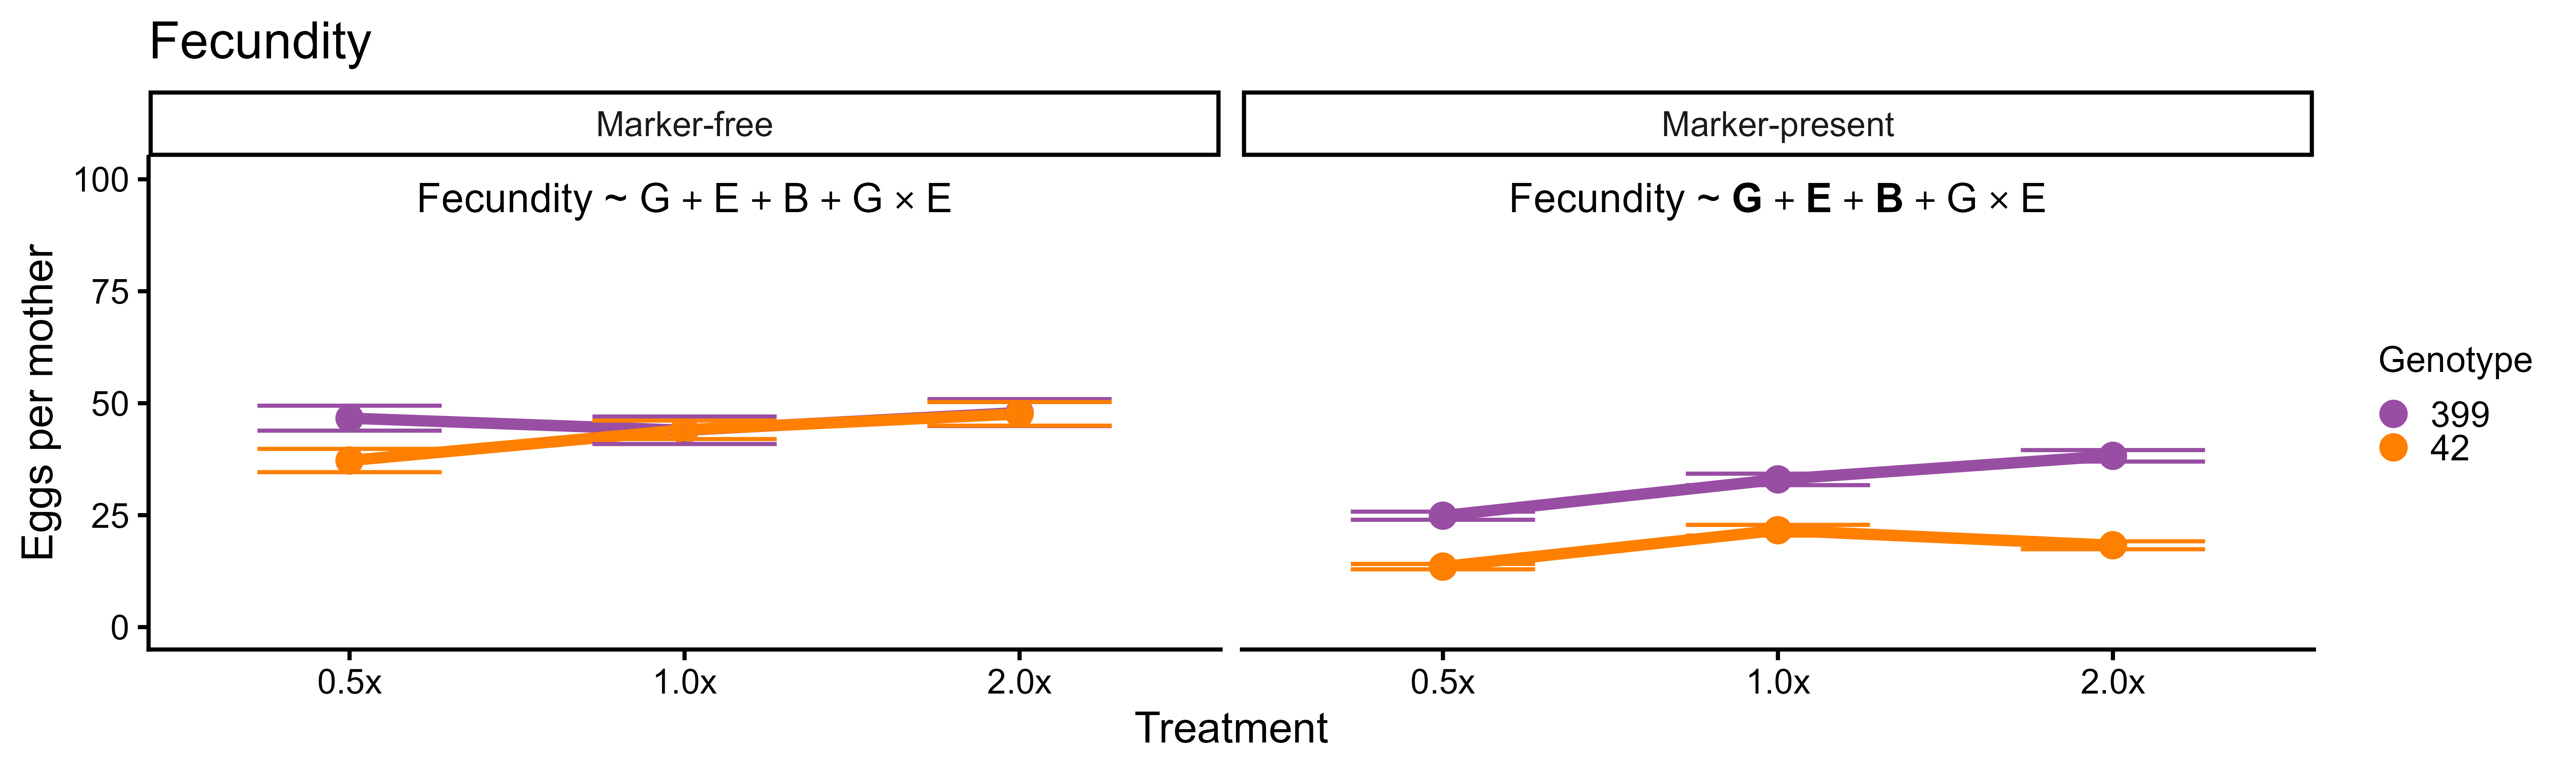 Fecundity
Marker-free
Marker-present
Fecundity ~ G + E + B + G × E
Fecundity ~ G + E + B + G × E
Eggs per mother
100
75
50
25
0
0.5x
1.0x
2.0x
0.5x
1.0x
2.0x
Treatment
Genotype
399
42